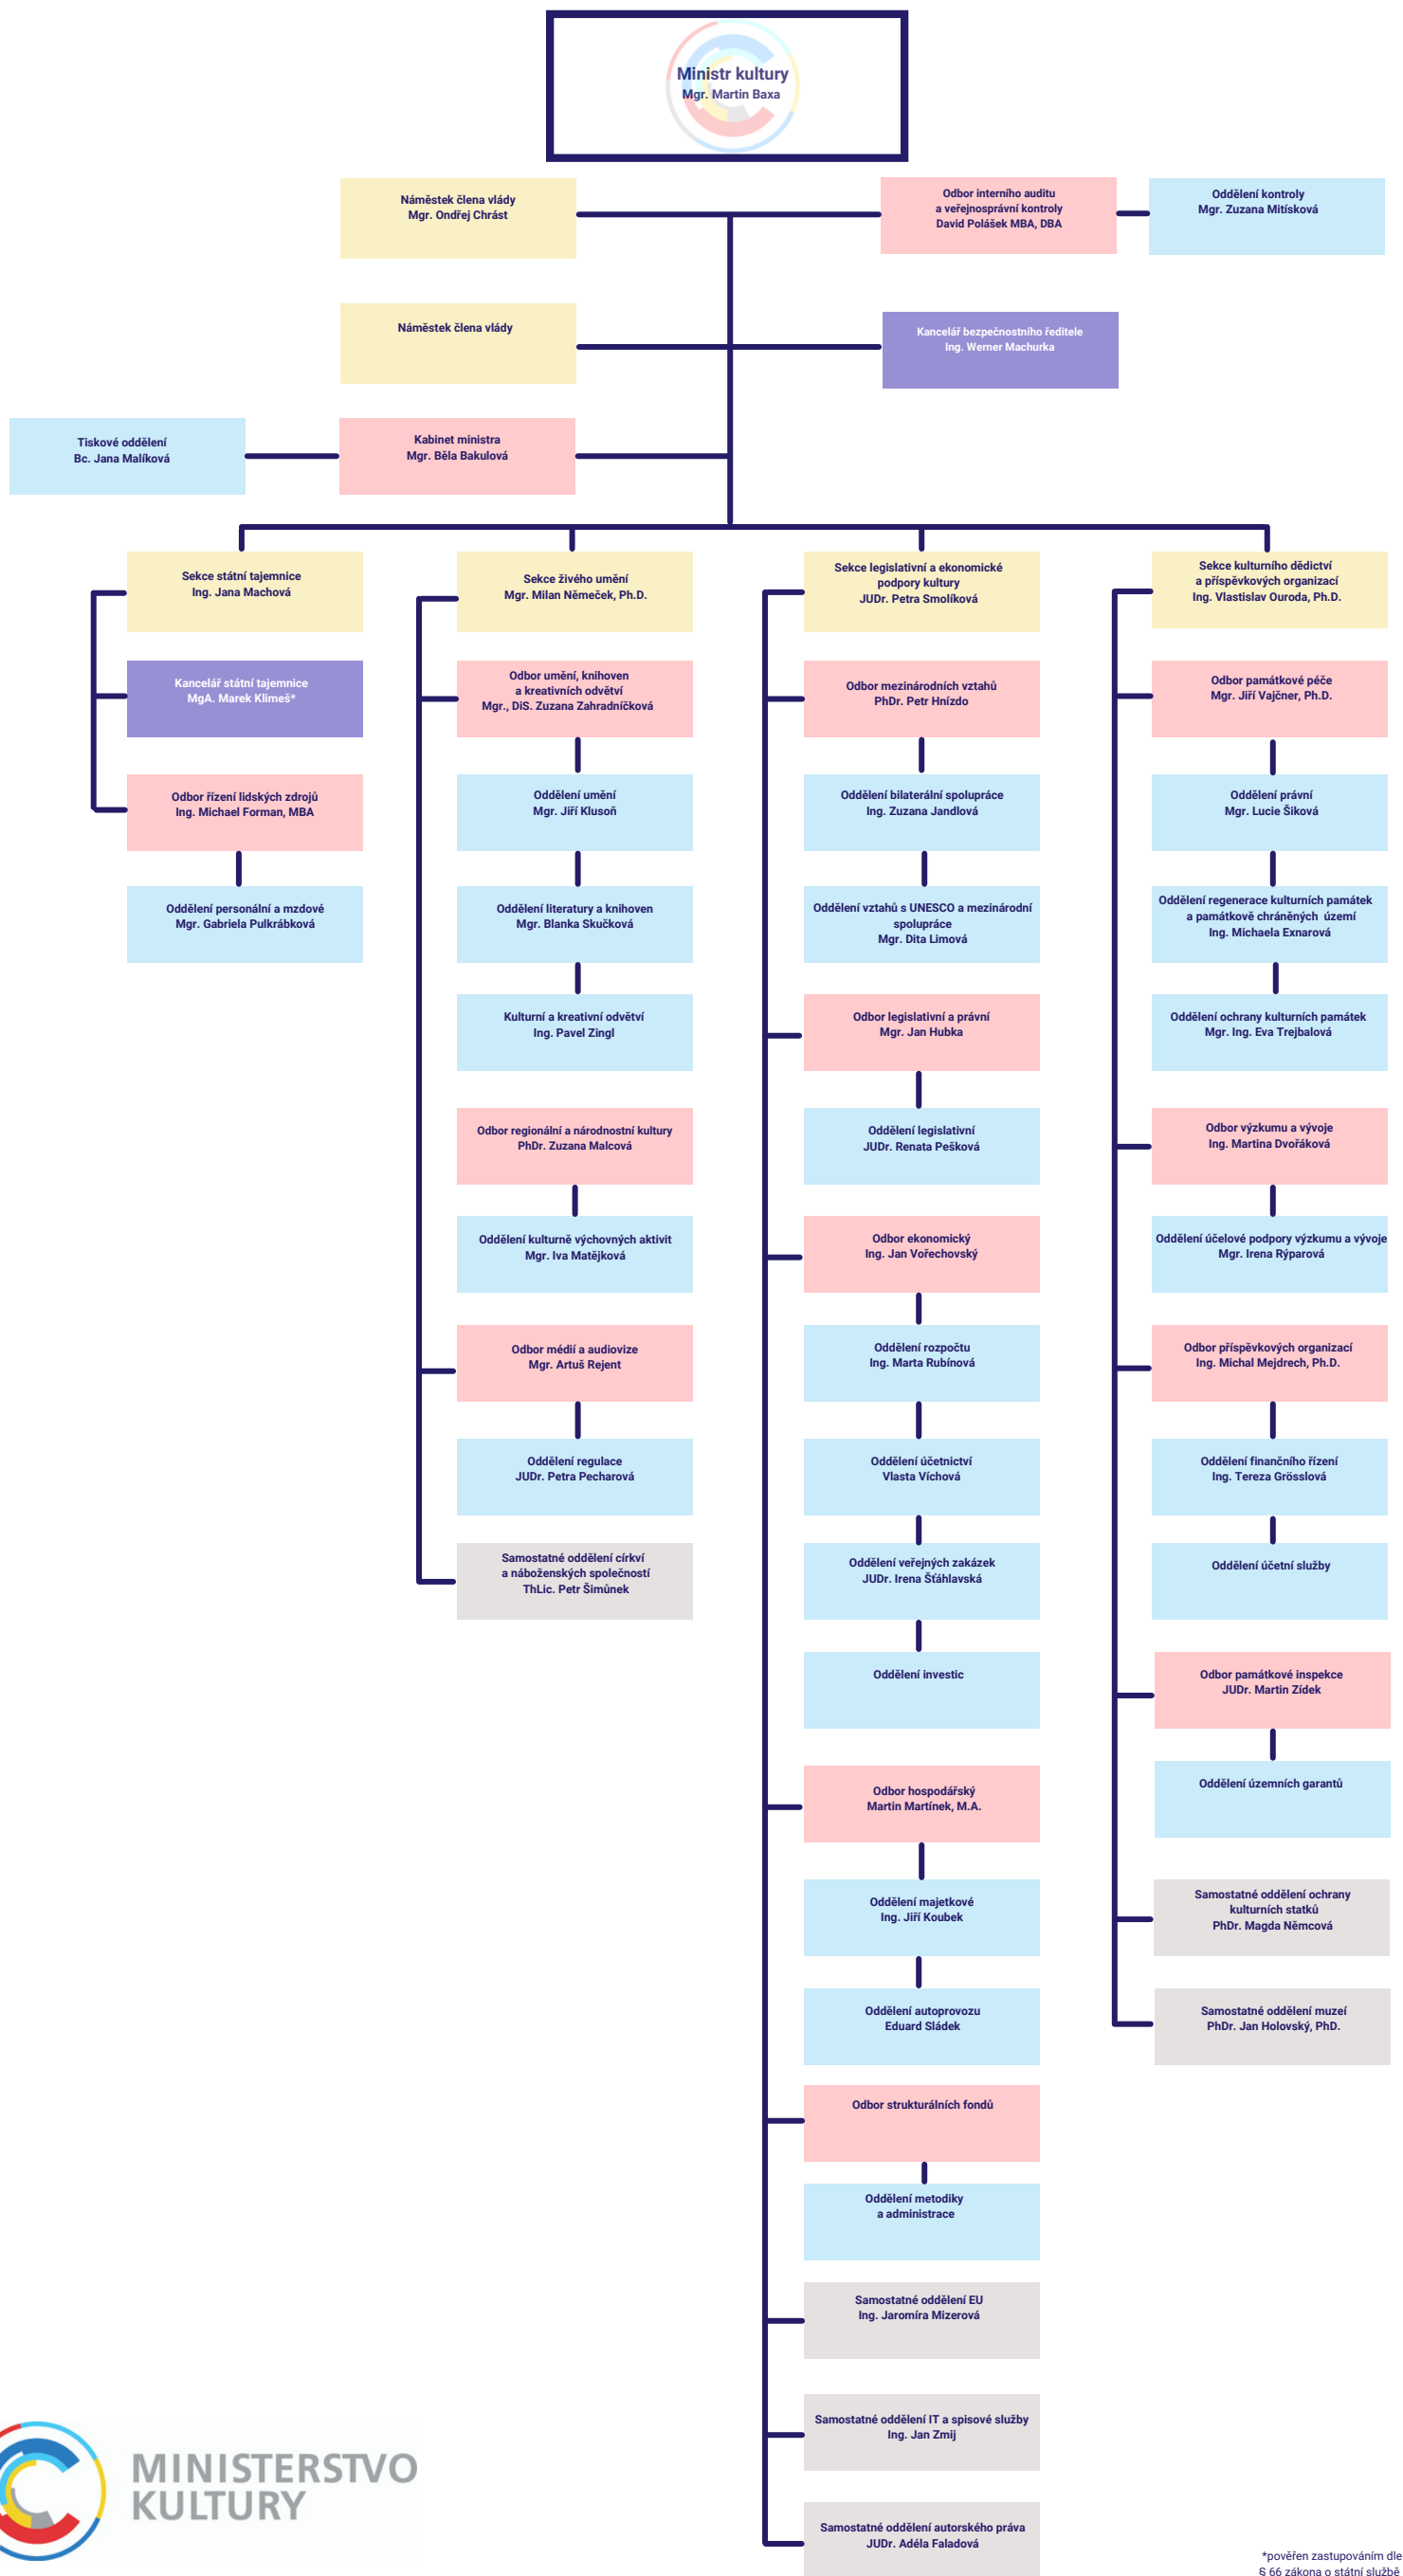 Ministr kultury
Mgr. Martin Baxa
Náměstek člena vlády
Mgr. Ondřej Chrást
Odbor interního auditu
a veřejnosprávní kontroly
David Polášek MBA, DBA
Oddělení kontroly
Mgr. Zuzana Mitísková
Náměstek člena vlády
Kancelář bezpečnostního ředitele
Ing. Werner Machurka
Tiskové oddělení
Bc. Jana Malíková
Kabinet ministra
Mgr. Běla Bakulová
Sekce státní tajemnice
Ing. Jana Machová
Kancelář státní tajemnice
MgA. Marek Klimeš*
Odbor řízení lidských zdrojů
Ing. Michael Forman, MBA
Oddělení personální a mzdové
Mgr. Gabriela Pulkrábková
Sekce živého umění
Mgr. Milan Němeček, Ph.D.
Odbor umění, knihoven
a kreativních odvětví
Mgr., DiS. Zuzana Zahradníčková
Oddělení umění
Mgr. Jiří Klusoň
Oddělení literatury a knihoven
Mgr. Blanka Skučková
Kulturní a kreativní odvětví
Ing. Pavel Zingl
Odbor regionální a národnostní kultury
PhDr. Zuzana Malcová
Oddělení kulturně výchovných aktivit
Mgr. Iva Matějková
Odbor médií a audiovize
Mgr. Artuš Rejent
Oddělení regulace
JUDr. Petra Pecharová
Samostatné oddělení církví
a náboženských společností
ThLic. Petr Šimůnek
Sekce legislativní a ekonomické
podpory kultury
JUDr. Petra Smolíková
Odbor mezinárodních vztahů
PhDr. Petr Hnízdo
Oddělení bilaterální spolupráce
Ing. Zuzana Jandlová
Oddělení vztahů s UNESCO a mezinárodní
spolupráce
Mgr. Dita Limová
Odbor legislativní a právní
Mgr. Jan Hubka
Oddělení legislativní
JUDr. Renata Pešková
Odbor ekonomický
Ing. Jan Vořechovský
Oddělení rozpočtu
Ing. Marta Rubínová
Oddělení účetnictví
Vlasta Víchová
Oddělení veřejných zakázek
JUDr. Irena Šťáhlavská
Oddělení investic
Odbor hospodářský
Martin Martínek, M.A.
Oddělení majetkové
Ing. Jiří Koubek
Oddělení autoprovozu
Eduard Sládek
Odbor strukturálních fondů
Oddělení metodiky
a administrace
Samostatné oddělení EU
Ing. Jaromíra Mizerová
Samostatné oddělení IT a spisové služby
Ing. Jan Zmij
Samostatné oddělení autorského práva
JUDr. Adéla Faladová
Sekce kulturního dědictví
a příspěvkových organizací
Ing. Vlastislav Ouroda, Ph.D.
Odbor památkové péče
Mgr. Jiří Vajčner, Ph.D.
Oddělení právní
Mgr. Lucie Šiková
Oddělení regenerace kulturních památek
a památkově chráněných území
Ing. Michaela Exnarová
Oddělení ochrany kulturních památek
Mgr. Ing. Eva Trejbalová
Odbor výzkumu a vývoje
Ing. Martina Dvořáková
Oddělení účelové podpory výzkumu a vývoje
Mgr. Irena Rýparová
Odbor příspěvkových organizací
Ing. Michal Mejdrech, Ph.D.
Oddělení finančního řízení
Ing. Tereza Grösslová
Oddělení účetní služby
Odbor památkové inspekce
JUDr. Martin Zídek
Oddělení územních garantů
Samostatné oddělení ochrany
kulturních statků
PhDr. Magda Němcová
Samostatné oddělení muzeí
PhDr. Jan Holovský, PhD.
MINISTERSTVO
KULTURY
*pověřen zastupováním dle
§ 66 zákona o státní službě